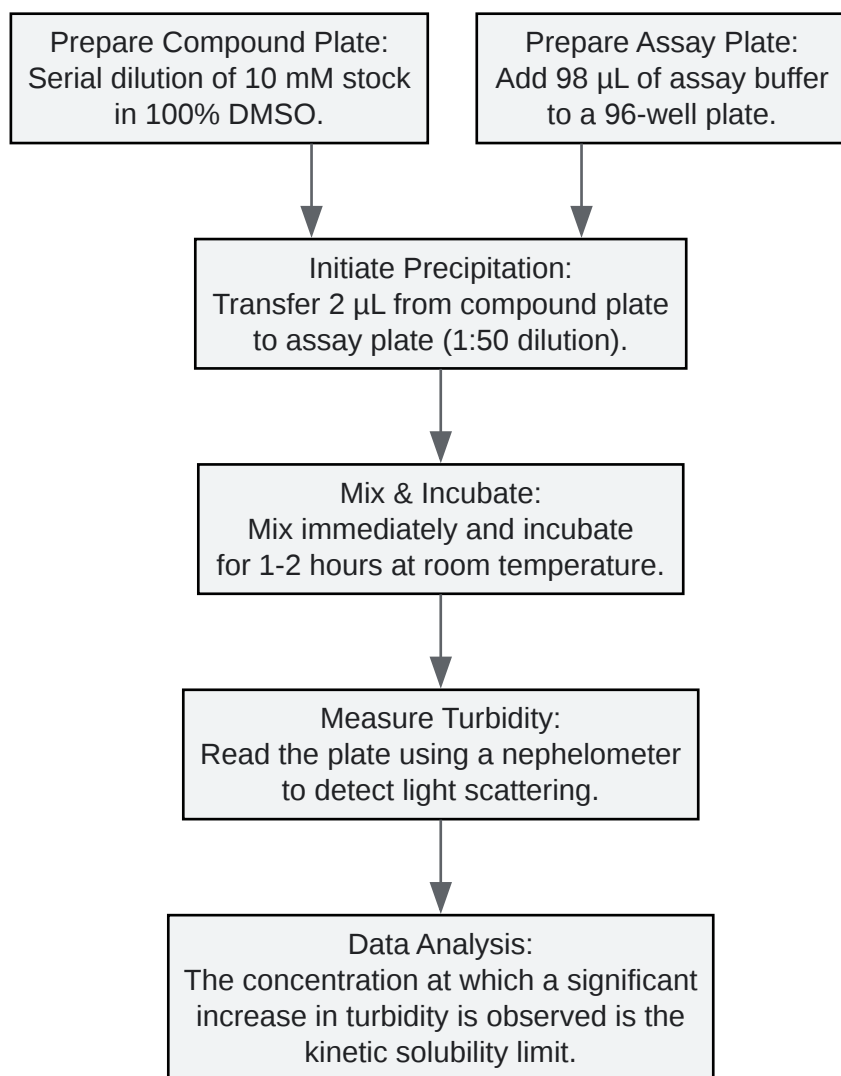 Prepare Compound Plate:
Serial dilution of 10 mM stock
in 100% DMSO.
Prepare Assay Plate:
Add 98 µL of assay buffer
to a 96-well plate.
Initiate Precipitation:
Transfer 2 µL from compound plate
to assay plate (1:50 dilution).
Mix & Incubate:
Mix immediately and incubate
for 1-2 hours at room temperature.
Measure Turbidity:
Read the plate using a nephelometer
to detect light scattering.
Data Analysis:
The concentration at which a significant
increase in turbidity is observed is the
kinetic solubility limit.